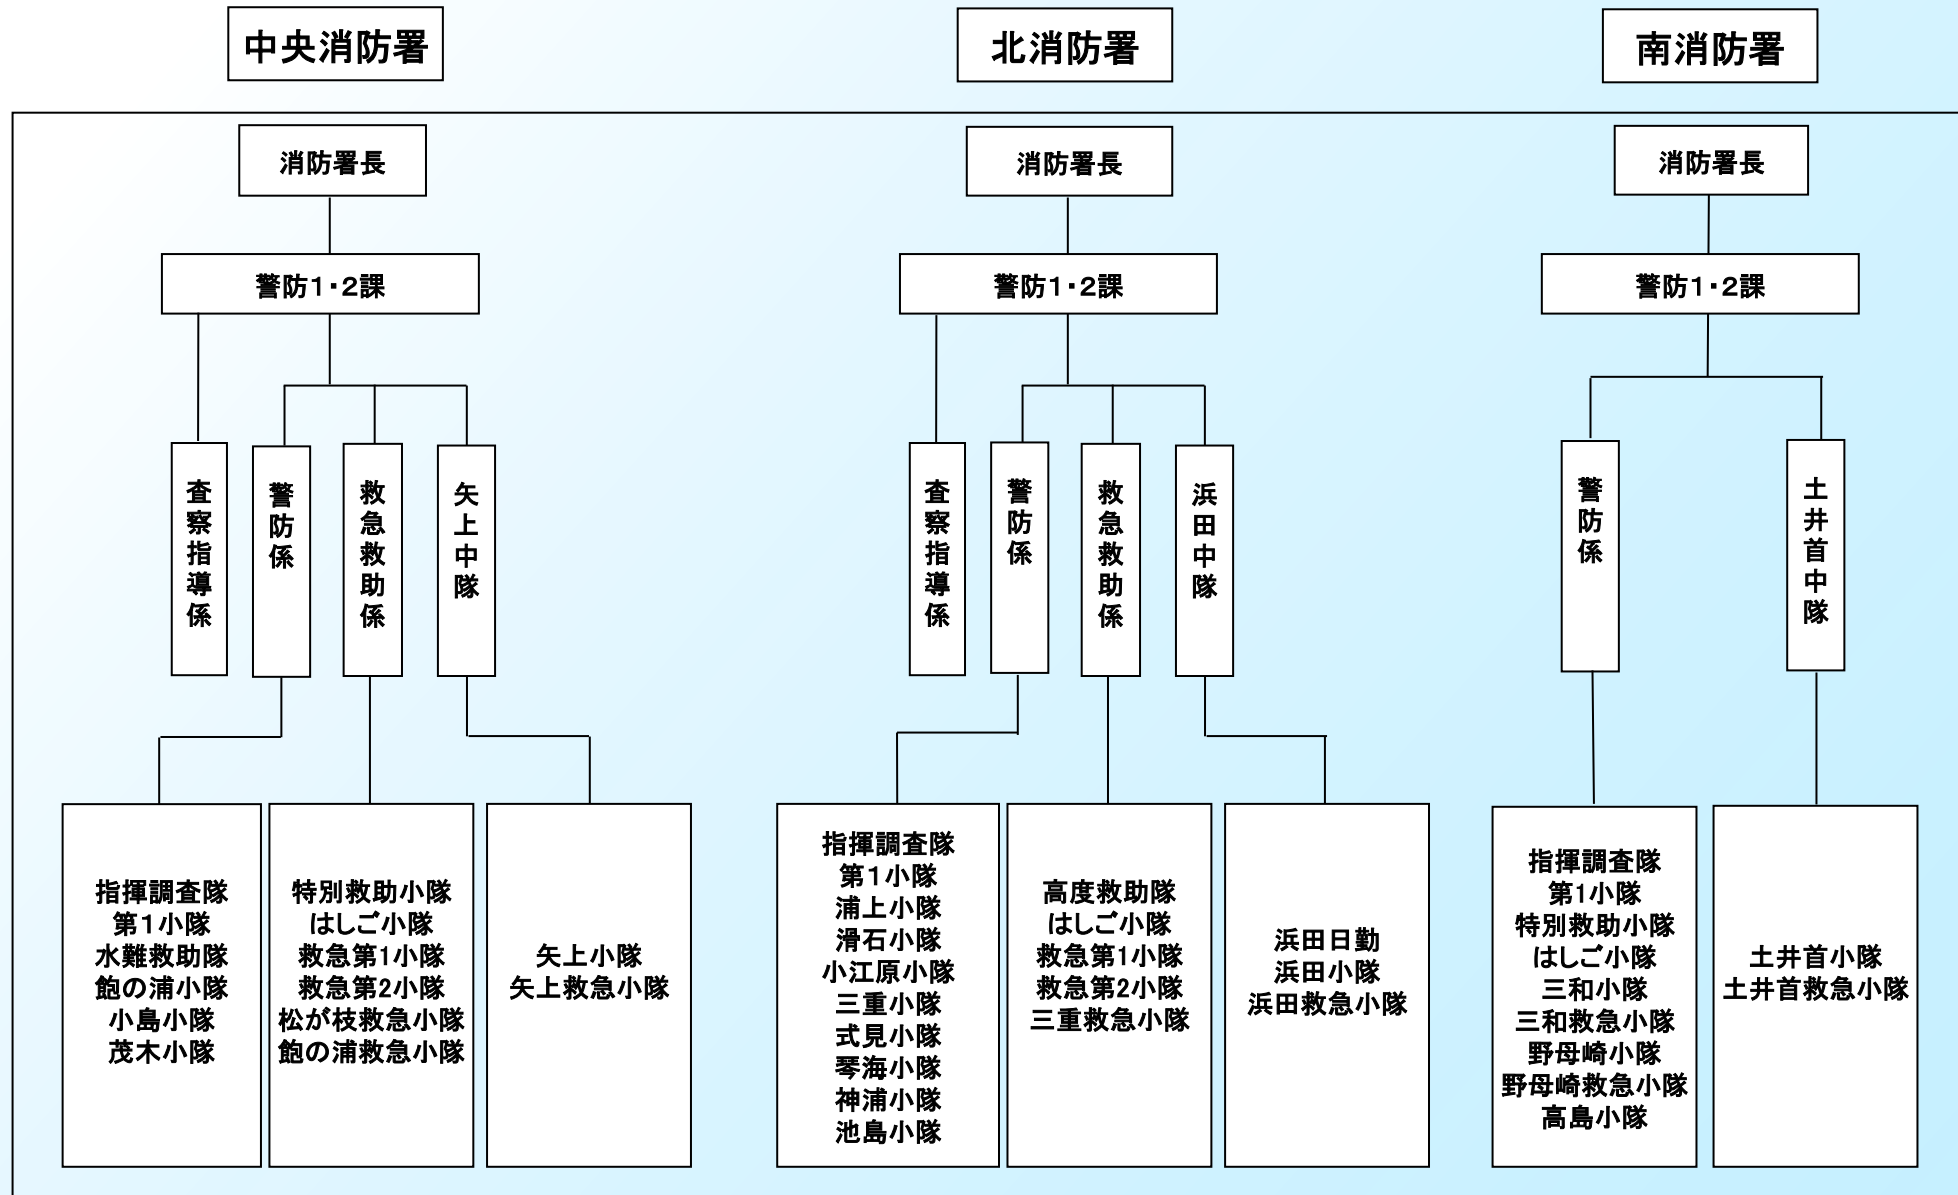 中央消防署
消防署長
警防1・2課
査察指導係
警防係
救急救助係
矢上中隊
指揮調査隊
第1小隊
水難救助隊
飽の浦小隊
小島小隊
茂木小隊
特別救助小隊
はしご小隊
救急第1小隊
救急第2小隊
松が枝救急小隊
飽の浦救急小隊
矢上小隊
矢上救急小隊
北消防署
消防署長
警防1・2課
査察指導係
警防係
救急救助係
浜田中隊
指揮調査隊
第1小隊
浦上小隊
滑石小隊
小江原小隊
三重小隊
式見小隊
琴海小隊
神浦小隊
池島小隊
高度救助隊
はしご小隊
救急第1小隊
救急第2小隊
三重救急小隊
浜田日勤
浜田小隊
浜田救急小隊
南消防署
消防署長
警防1・2課
警防係
土井首中隊
指揮調査隊
第1小隊
特別救助小隊
はしご小隊
三和小隊
三和救急小隊
野母崎小隊
野母崎救急小隊
高島小隊
土井首小隊
土井首救急小隊